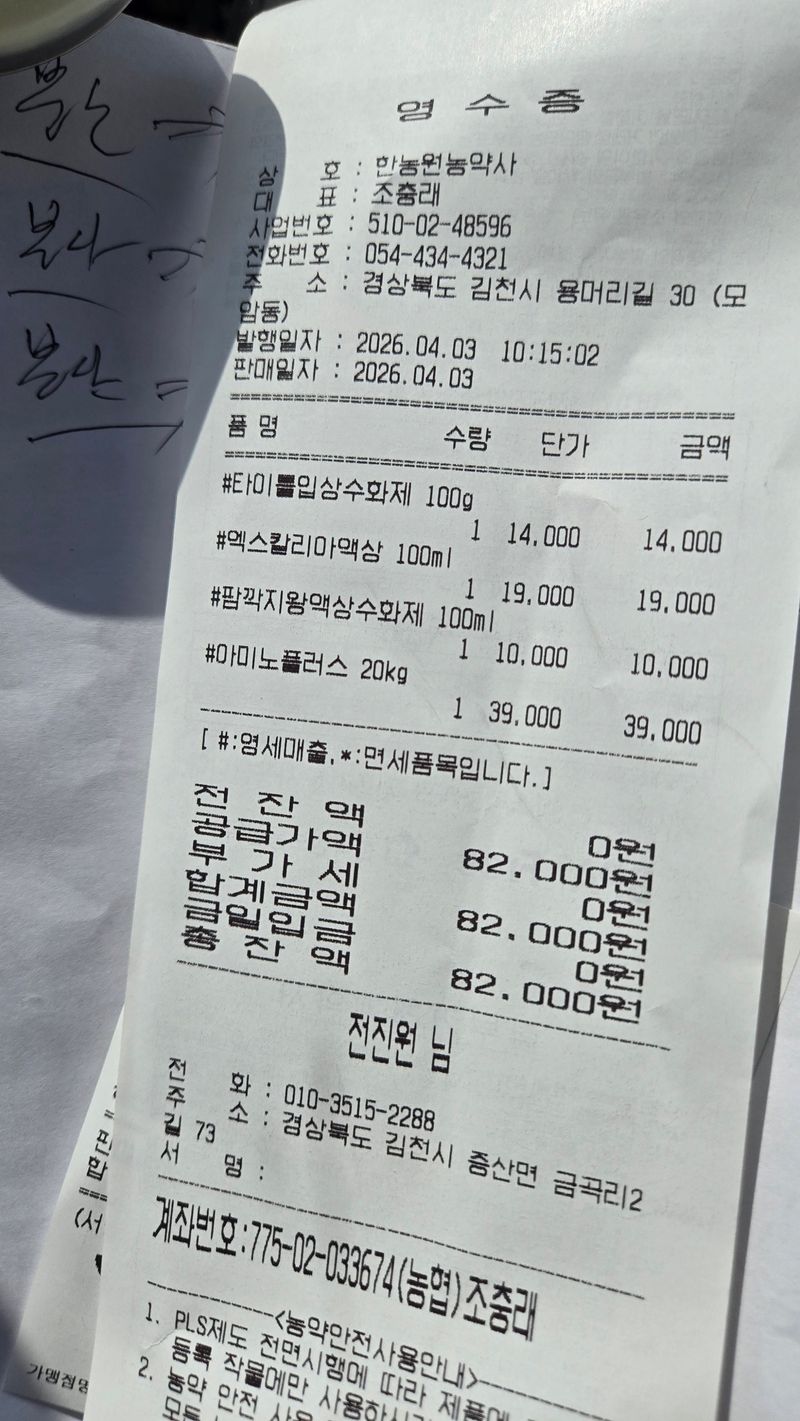 영 수 증
상 호 : 한농원농약사
대 표 : 조충래
사업번호 : 510-02-48596
전화번호 : 054-434-4321
주 소 : 경상북도 김천시 용머리길 30 (모
암동)
발행일자 : 2026.04.03 10:15:02
판매일자 : 2026.04.03
품 명 수량 단가 금액
#타이틀입상수화제 100g
1 14,000 14,000
#엑스칼리아액상 100ml
1 19,000 19,000
#팜깍지왕액상수화제 100ml
1 10,000 10,000
#아미노플러스 20kg
1 39,000 39,000
[ #:영세매출,*:면세품목입니다.]
전 잔 액 0원
공급가액 82.000원
부 가 세 0원
합계금액 82.000원
금일입금 0원
총 잔 액 82.000원
전진원 님
전 화 : 010-3515-2288
주 소 : 경상북도 김천시 증산면 금곡리2
길 73
서 명 :
계좌번호:775-02-033674(농협)조충래
<농약안전사용안내>
1. PLS제도 전면시행에 따라 제품에
등록 작물에만 사용하시
2. 농약 안전 사용
모든
판
합
(서
가맹점명